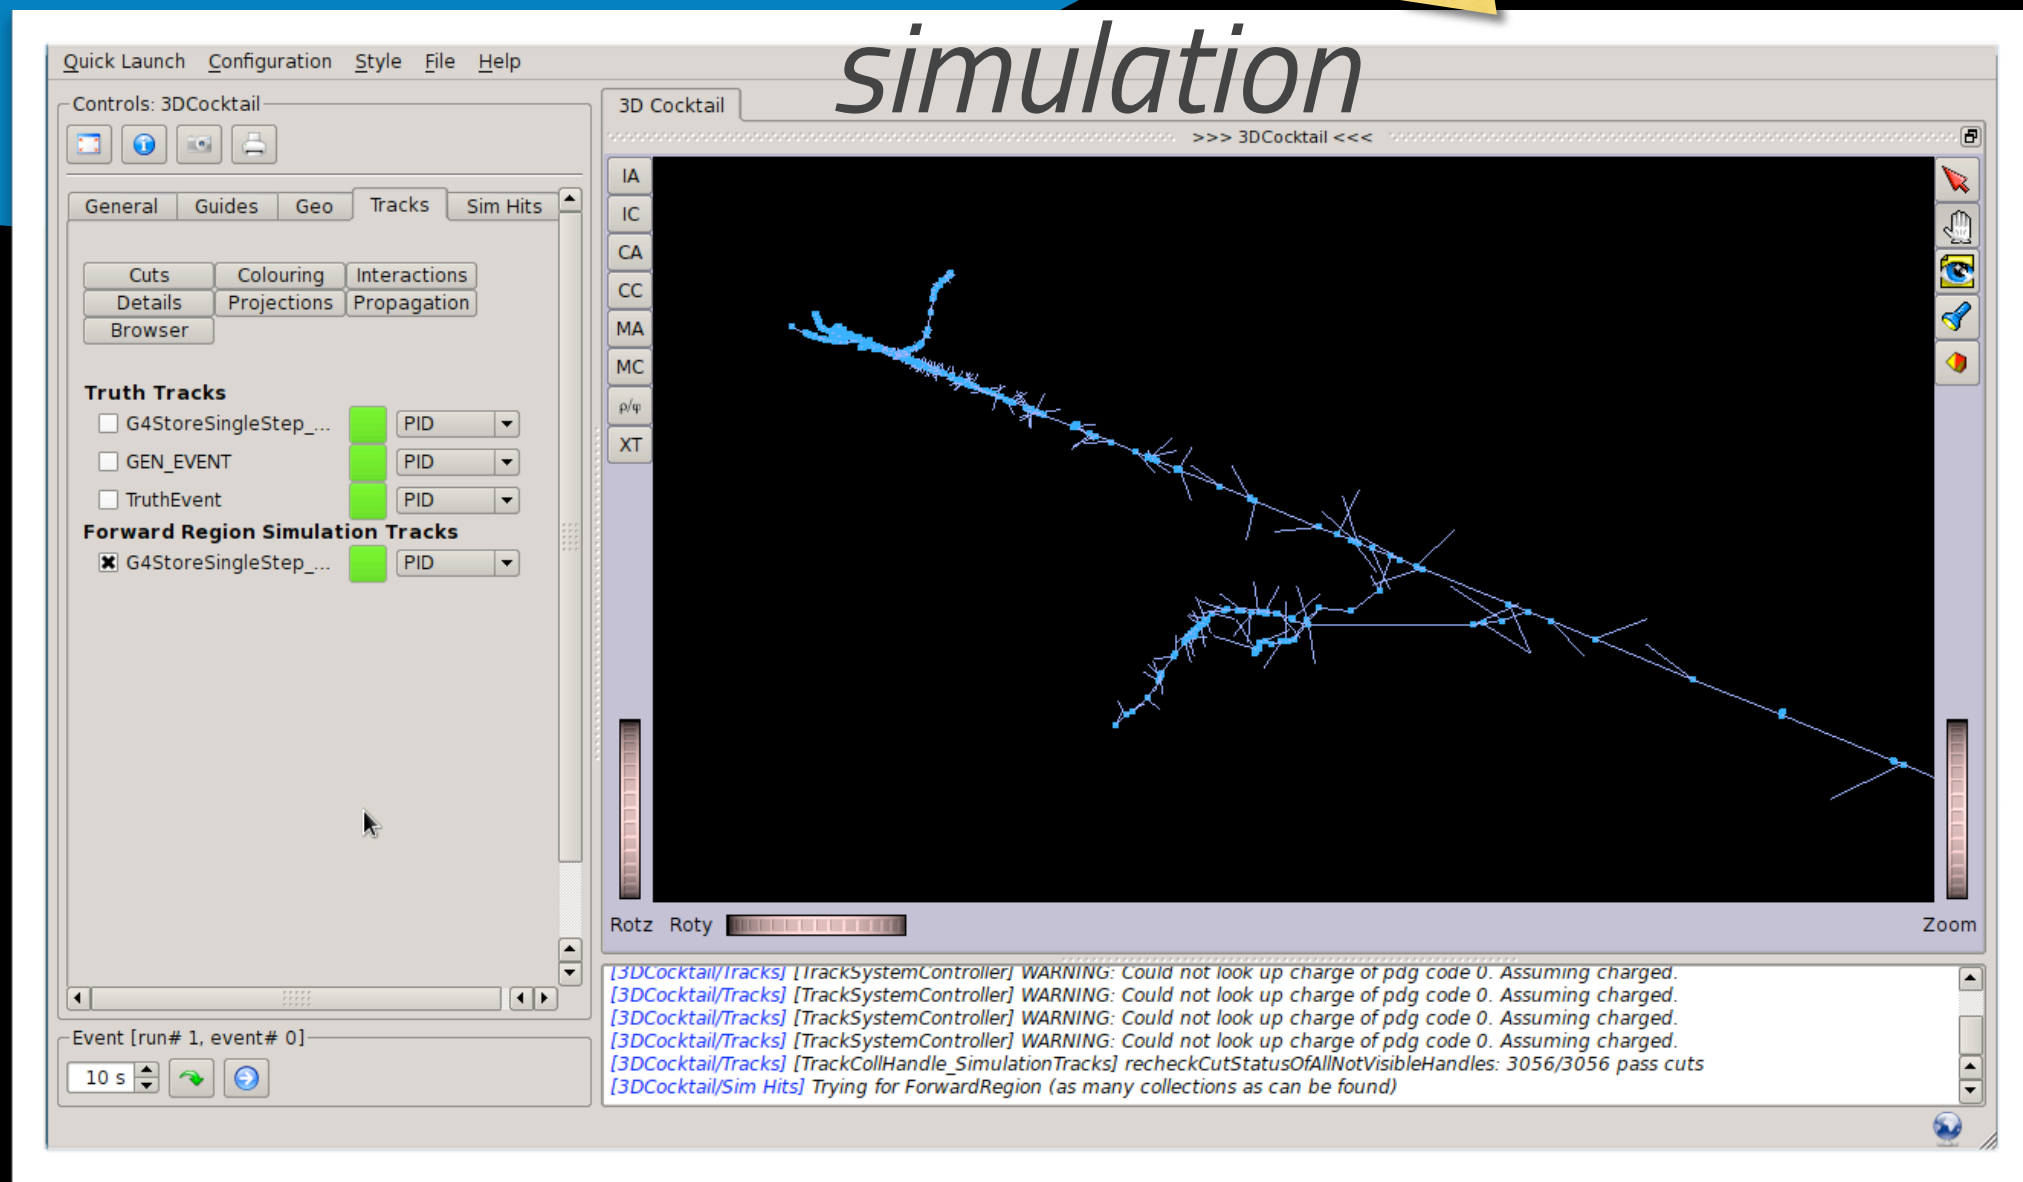 simulation
Quick Launch Configuration Style File Help
Controls: 3DCocktail
General Guides Geo Tracks Sim Hits
Cuts Colouring Interactions
Details Projections Propagation
Browser
Truth Tracks
G4StoreSingleStep_... PID
GEN_EVENT PID
TruthEvent PID
Forward Region Simulation Tracks
G4StoreSingleStep_... PID
Event [run# 1, event# 0]
10 s
3D Cocktail
>>> 3DCocktail <<<
IA
IC
CA
CC
MA
MC
ρ/φ
XT
Rotz Roty Zoom
[3DCocktail/Tracks] [TrackSystemController] WARNING: Could not look up charge of pdg code 0. Assuming charged.
[3DCocktail/Tracks] [TrackSystemController] WARNING: Could not look up charge of pdg code 0. Assuming charged.
[3DCocktail/Tracks] [TrackSystemController] WARNING: Could not look up charge of pdg code 0. Assuming charged.
[3DCocktail/Tracks] [TrackSystemController] WARNING: Could not look up charge of pdg code 0. Assuming charged.
[3DCocktail/Tracks] [TrackCollHandle_SimulationTracks] recheckCutStatusOfAllNotVisibleHandles: 3056/3056 pass cuts
[3DCocktail/Sim Hits] Trying for ForwardRegion (as many collections as can be found)